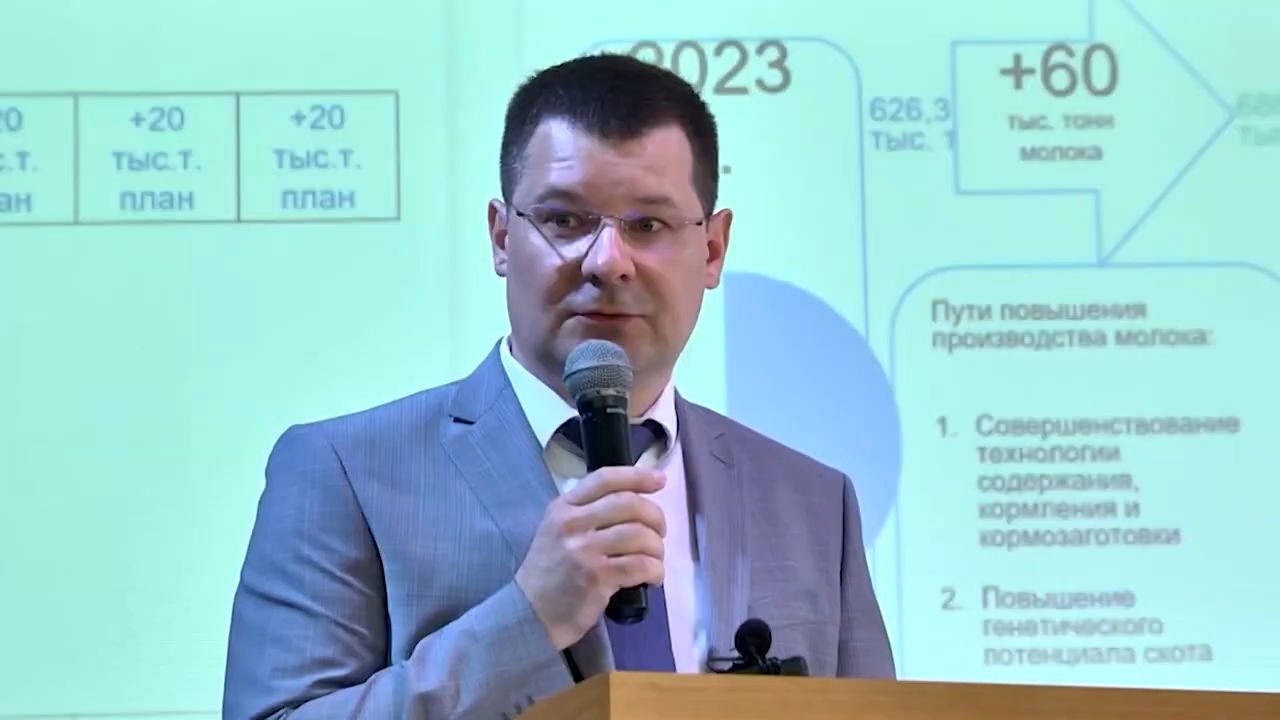 +20
тыс.т.
план
+20
тыс.т.
план
2023
626,3
тыс. т
+60
тыс. тонн
молока
Пути повышения
производства молока:
1. Совершенствование
технологии
содержания,
кормления и
кормозаготовки
2. Повышение
генетического
потенциала скота